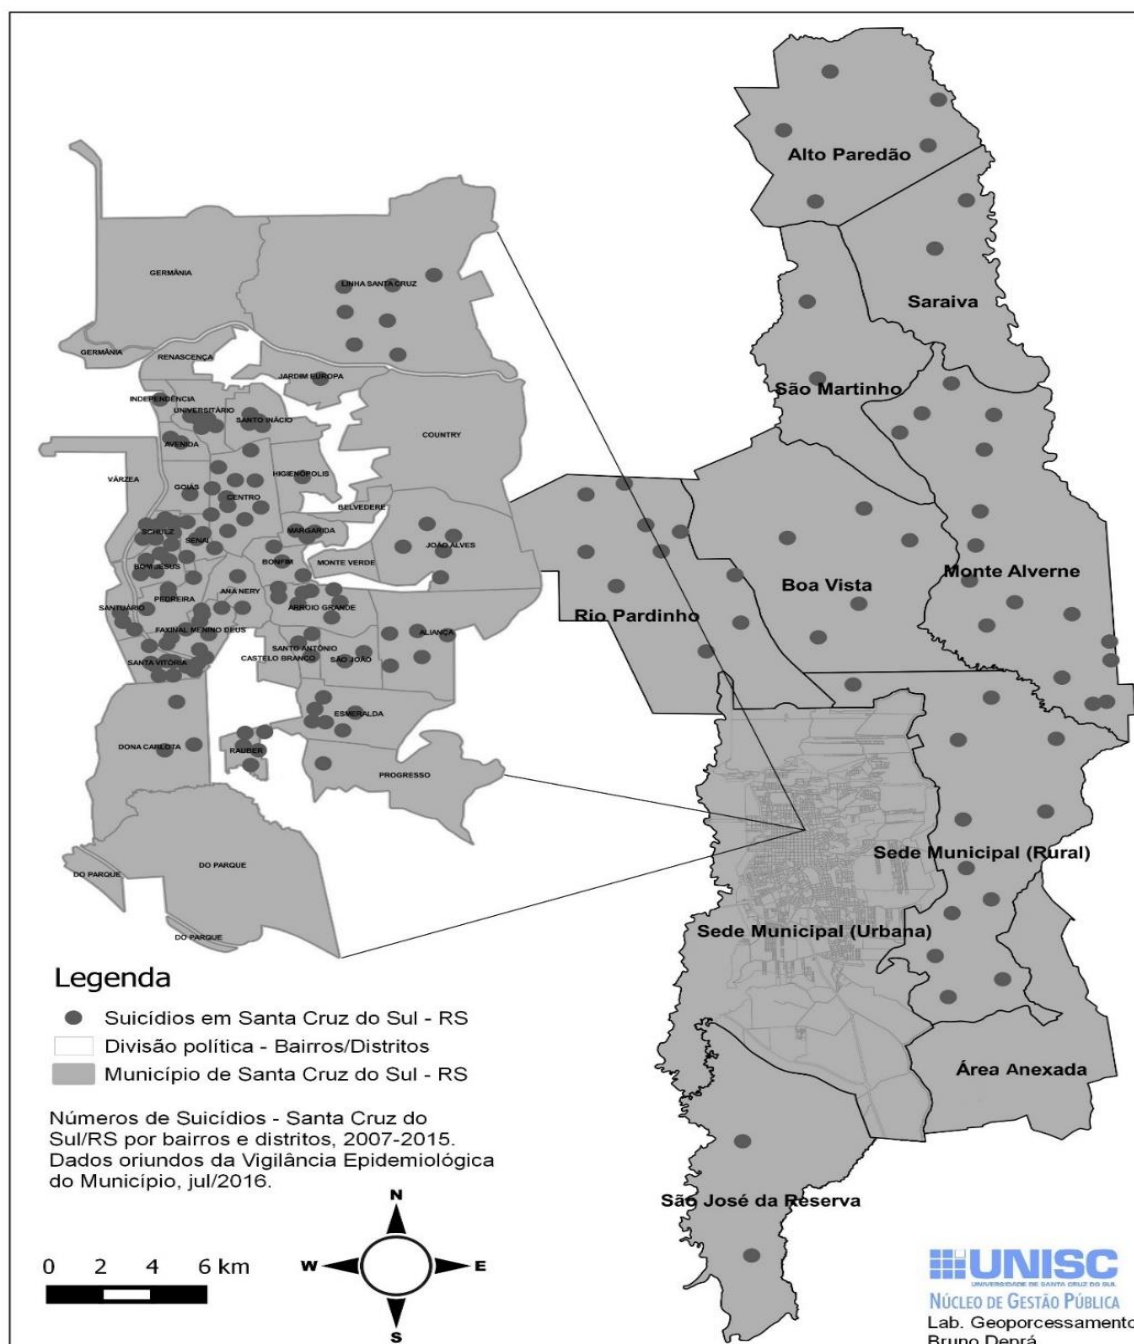 Alto Paredão
Saraiva
São Martinho
GERMÂNIA
LINHA SANTA CRUZ
GERMÂNIA
RENASCENÇA
JARDIM EUROPA
INDEPENDÊNCIA
UNIVERSITÁRIO
SANTO INÁCIO
AVENIDA
COUNTRY
VÁRZEA
GOIÁS
HIGIENÓPOLIS
CENTRO
BELVEDERE
SCHULZ
SENAI
MARGARIDA
JOÃO ALVES
BOM JESUS
BONFIM
MONTE VERDE
ANA NERY
PEDREIRA
SANTUÁRIO
ARROIO GRANDE
FAXINAL MENINO DEUS
ALIANÇA
SANTO ANTÔNIO
CASTELO BRANCO
SÃO JOÃO
SANTA VITÓRIA
ESMERALDA
DONA CARLOTA
RAUBER
PROGRESSO
DO PARQUE
DO PARQUE
DO PARQUE
Boa Vista
Monte Alverne
Rio Pardinho
Sede Municipal (Rural)
Sede Municipal (Urbana)
Área Anexada
São José da Reserva
Legenda
Suicídios em Santa Cruz do Sul - RS
Divisão política - Bairros/Distritos
Município de Santa Cruz do Sul - RS
Números de Suicídios - Santa Cruz do
Sul/RS por bairros e distritos, 2007-2015.
Dados oriundos da Vigilância Epidemiológica
do Município, jul/2016.
N
W
E
S
0 2 4 6 km
UNISC
UNIVERSIDADE DE SANTA CRUZ DO SUL
NÚCLEO DE GESTÃO PÚBLICA
Lab. Geoporcessamento
Bruno Deprá